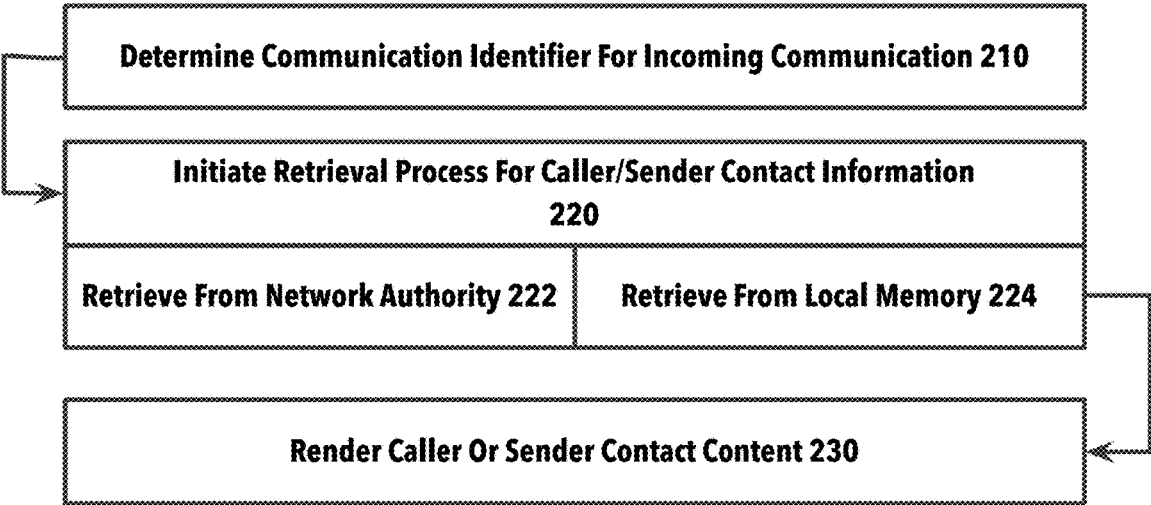 Determine Communication Identifier For Incoming Communication 210
Initiate Retrieval Process For Caller/Sender Contact Information
220
Retrieve From Network Authority 222
Retrieve From Local Memory 224
Render Caller Or Sender Contact Content 230